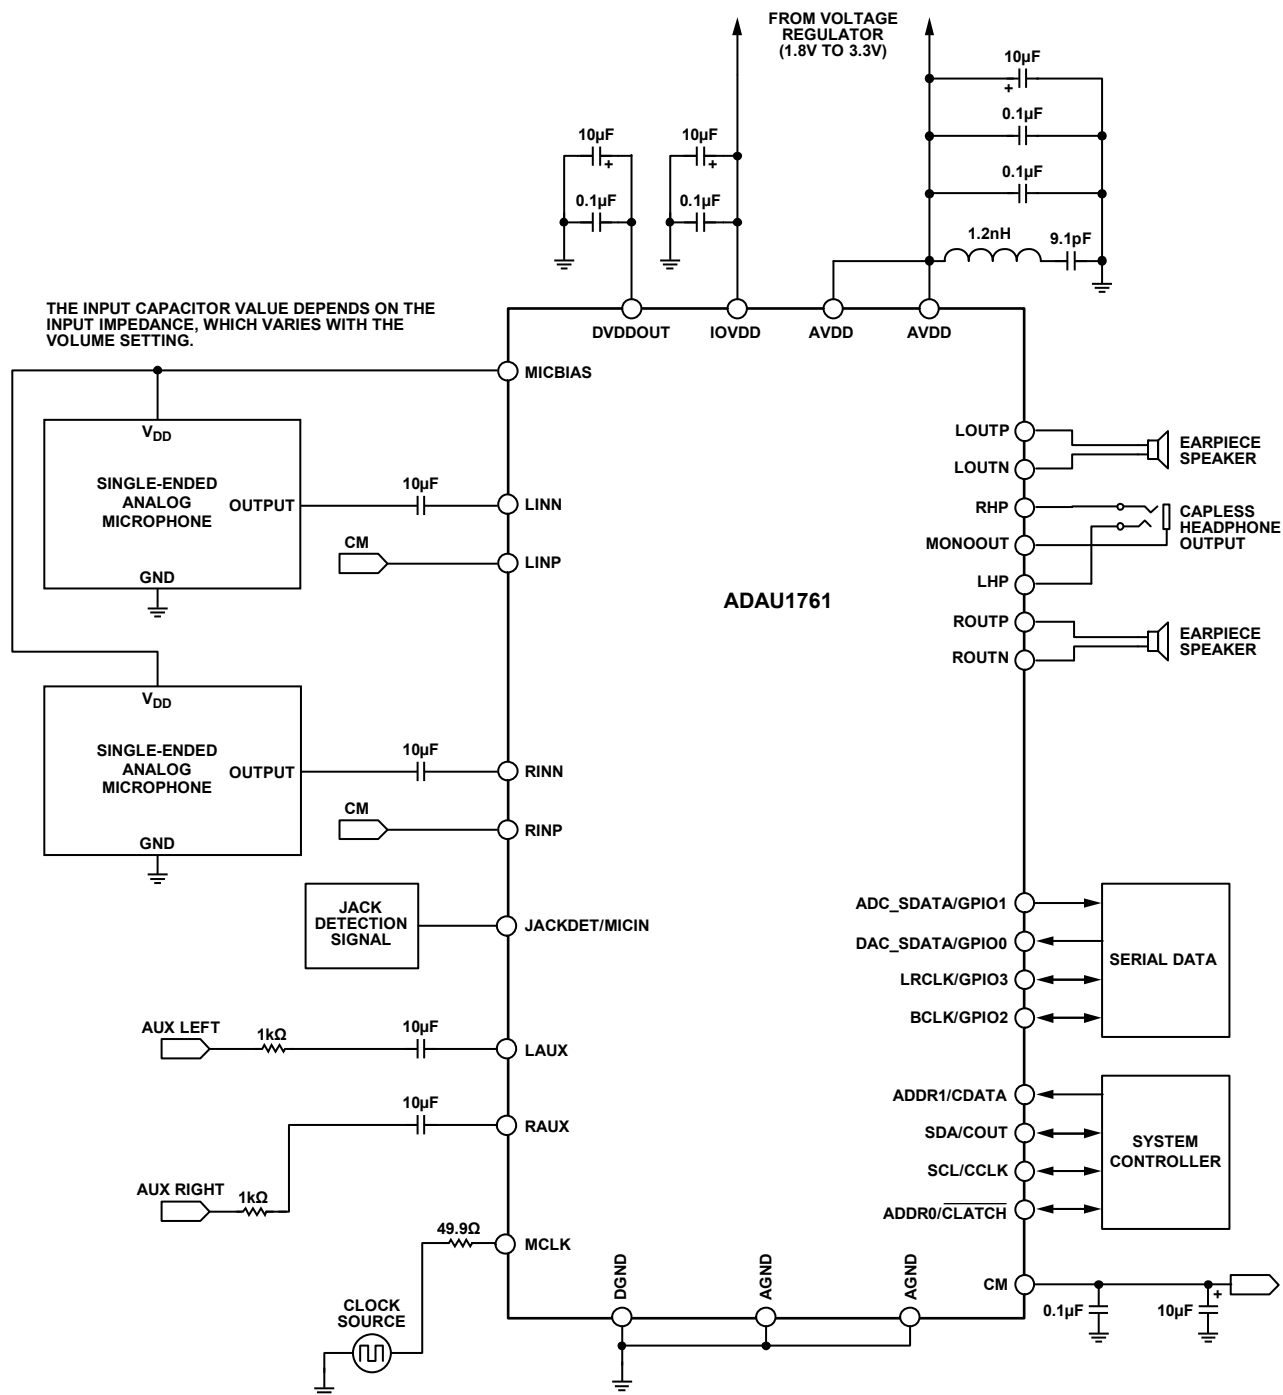 FROM VOLTAGE
REGULATOR
(1.8V TO 3.3V)
10µF
+
0.1µF
0.1µF
1.2nH
9.1pF
10µF
+
0.1µF
10µF
+
0.1µF
THE INPUT CAPACITOR VALUE DEPENDS ON THE
INPUT IMPEDANCE, WHICH VARIES WITH THE
VOLUME SETTING.
DVDDOUT
IOVDD
AVDD
AVDD
MICBIAS
VDD
SINGLE-ENDED
ANALOG
MICROPHONE
OUTPUT
GND
10µF
LINN
CM
LINP
VDD
SINGLE-ENDED
ANALOG
MICROPHONE
OUTPUT
GND
10µF
RINN
CM
RINP
JACK
DETECTION
SIGNAL
JACKDET/MICIN
AUX LEFT
1kΩ
10µF
LAUX
10µF
RAUX
AUX RIGHT
1kΩ
49.9Ω
MCLK
CLOCK
SOURCE
ADAU1761
LOUTP
LOUTN
EARPIECE
SPEAKER
RHP
MONOOUT
LHP
CAPLESS
HEADPHONE
OUTPUT
ROUTP
ROUTN
EARPIECE
SPEAKER
ADC_SDATA/GPIO1
DAC_SDATA/GPIO0
LRCLK/GPIO3
BCLK/GPIO2
SERIAL DATA
ADDR1/CDATA
SDA/COUT
SCL/CCLK
ADDR0/CLATCH
SYSTEM
CONTROLLER
DGND
AGND
AGND
CM
0.1µF
10µF
+